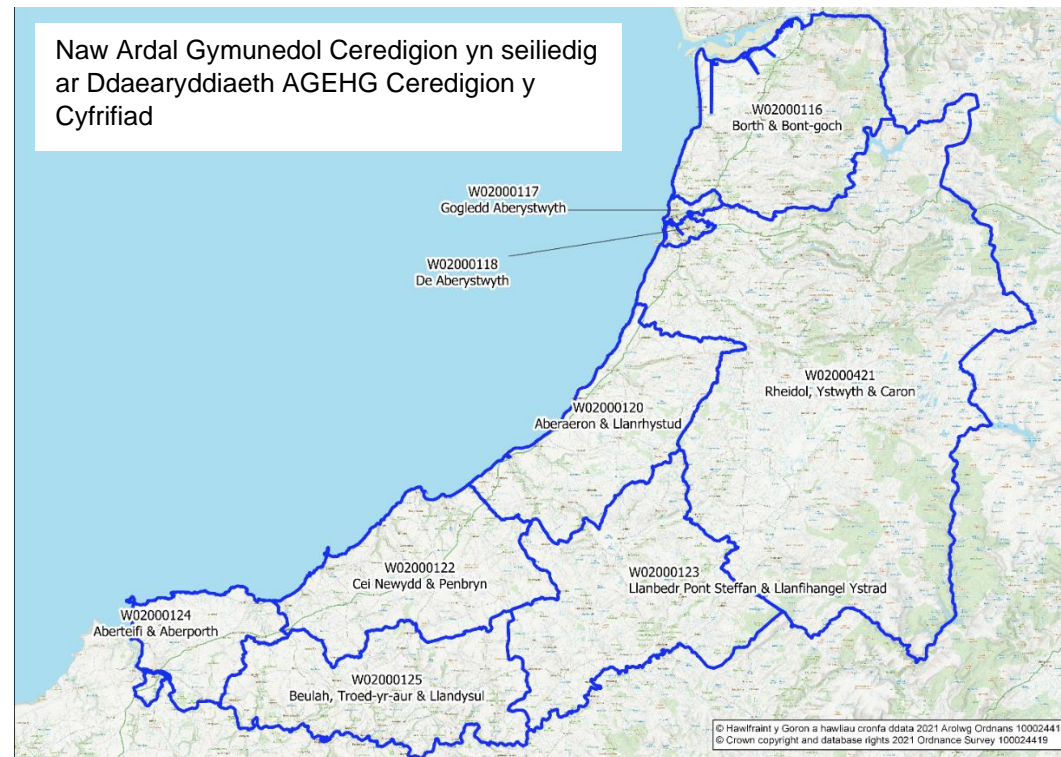 Naw Ardal Gymunedol Ceredigion yn seiliedig
ar Ddaearyddiaeth AGEHG Ceredigion y
Cyfrifiad
W02000116
Borth & Bont-goch
W02000117
Gogledd Aberystwyth
W02000118
De Aberystwyth
W02000421
Rheidol, Ystwyth & Caron
W02000120
Aberaeron & Llanrhystud
W02000122
Cei Newydd & Penbryn
W02000123
Llanbedr Pont Steffan & Llanfihangel Ystrad
W02000124
Aberteifi & Aberporth
W02000125
Beulah, Troed-yr-aur & Llandysul
© Hawlfraint y Goron a hawliau cronfa ddata 2021 Arolwg Ordnans 10002441
© Crown copyright and database rights 2021 Ordnance Survey 100024419